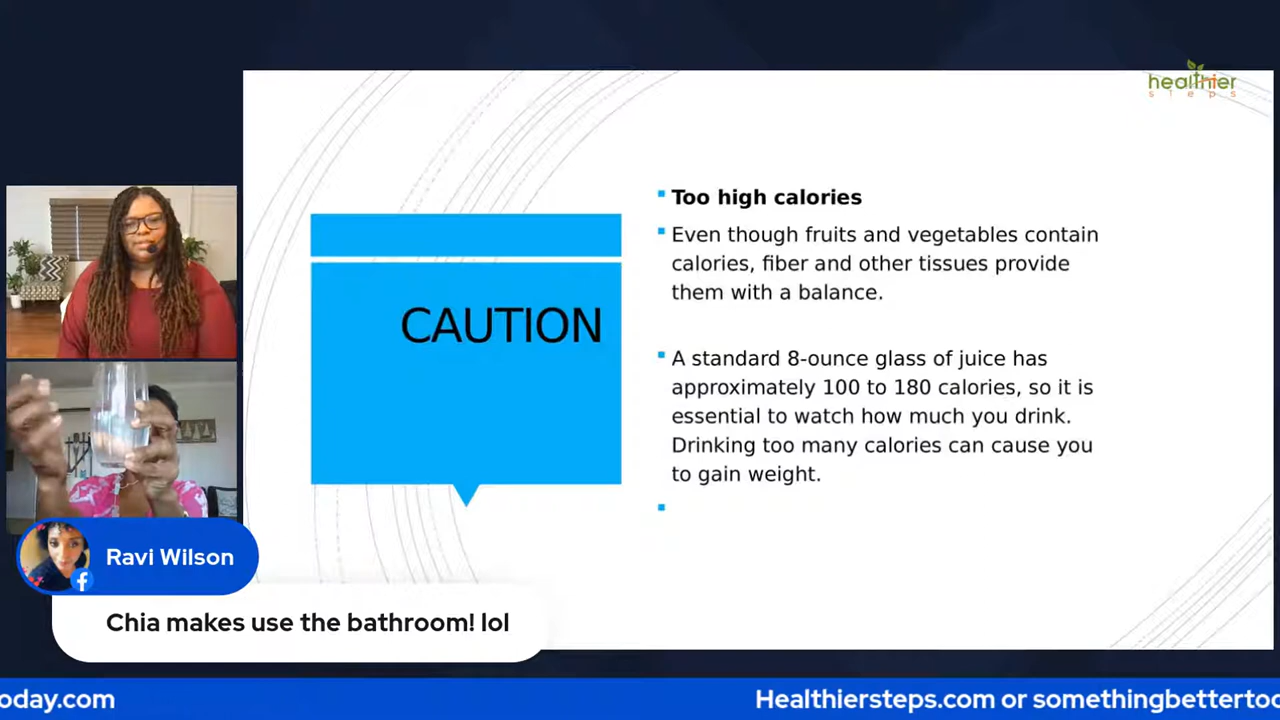 healthier
steps
CAUTION
Too high calories
Even though fruits and vegetables contain
calories, fiber and other tissues provide
them with a balance.
A standard 8-ounce glass of juice has
approximately 100 to 180 calories, so it is
essential to watch how much you drink.
Drinking too many calories can cause you
to gain weight.
Ravi Wilson
Chia makes use the bathroom! lol
oday.com
Healthiersteps.com or somethingbettertoc